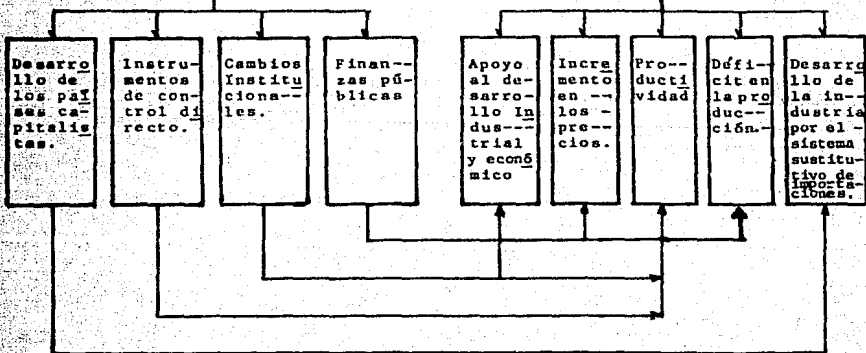 Desarro
llo de
los paí
ses ca-
pitalis
tas.
Instru-
mentos
de con-
trol di
recto.
Cambios
Institu
ciona--
les.
Finan--
zas pú-
blicas
Apoyo
al de-
sarro-
llo In
dus---
trial
y econó
mico
Incre
mento
en --
los -
pre--
cios.
Pro--
ducti
vidad
Défi--
cit en
la pro
duc--
ción.-
Desarro
llo de
la in--
dustria
por el -
sistema
sustitu-
tivo de
Importa-
ciones.